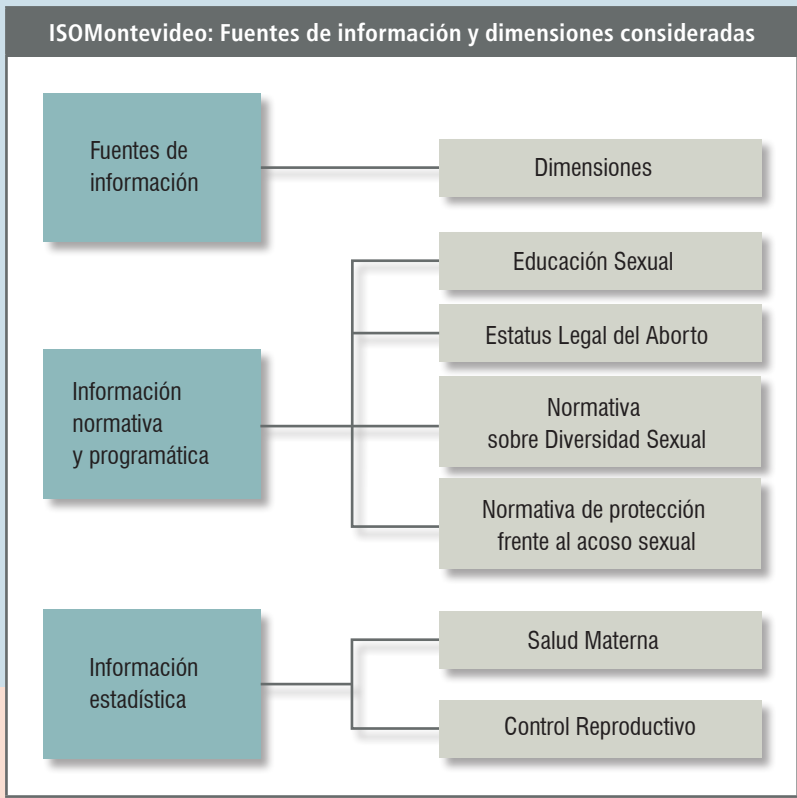 ISOMontevideo: Fuentes de información y dimensiones consideradas
Fuentes de
información
Dimensiones
Información
normativa
y programática
Educación Sexual
Estatus Legal del Aborto
Normativa
sobre Diversidad Sexual
Normativa de protección
frente al acoso sexual
Información
estadística
Salud Materna
Control Reproductivo